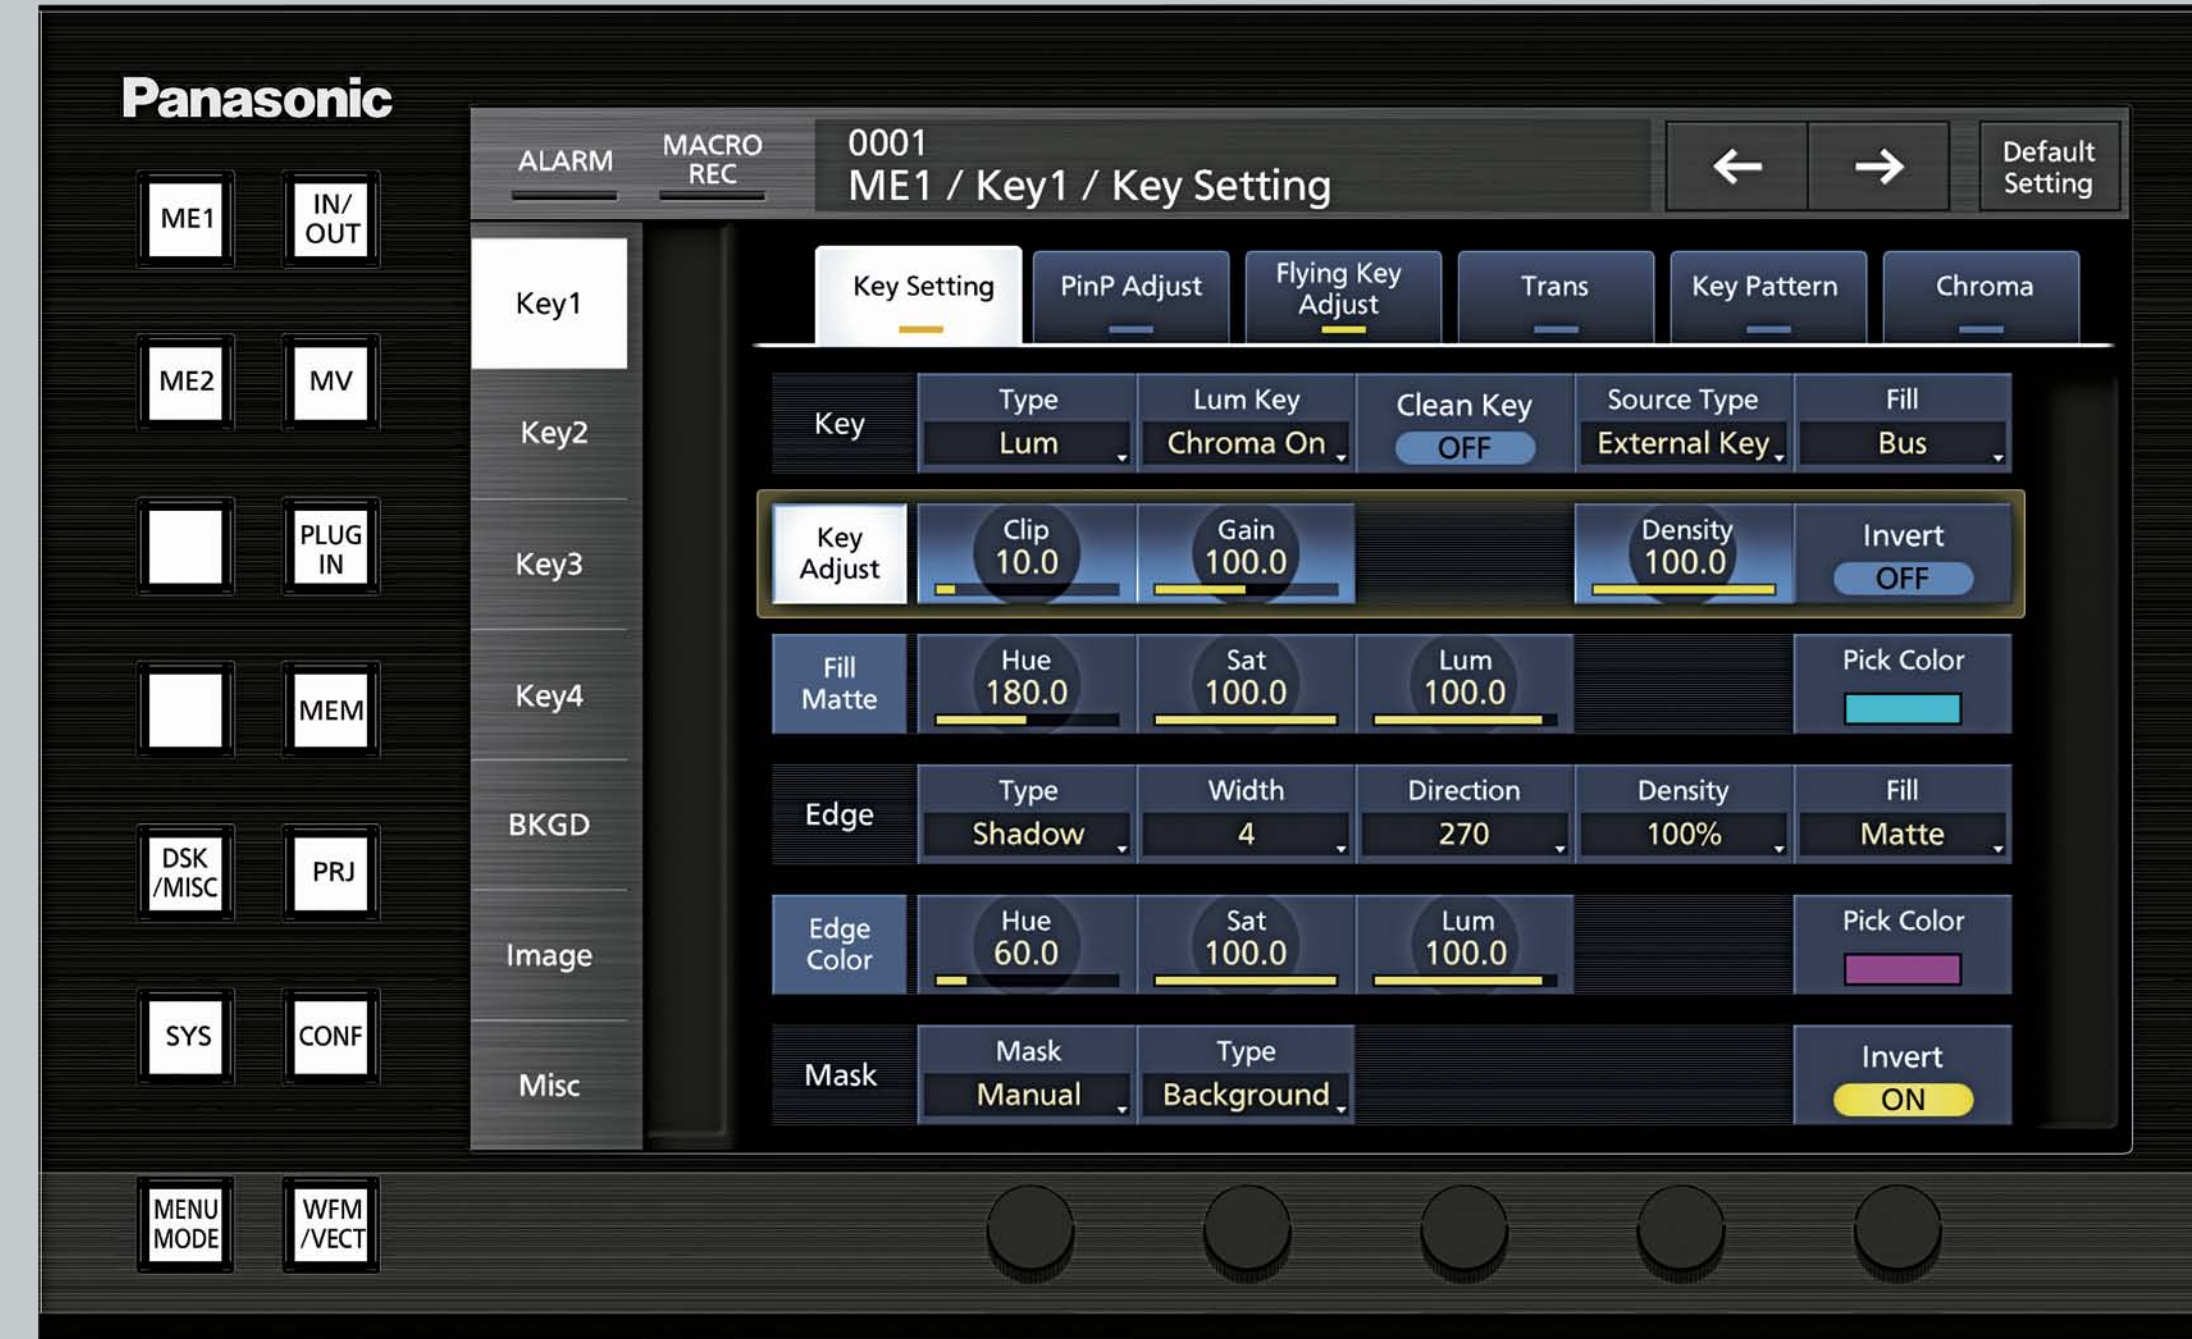 Panasonic
ME1
IN/
OUT
ME2
MV
PLUG
IN
MEM
DSK
/MISC
PRJ
SYS
CONF
MENU
MODE
WFM
/VECT
ALARM
MACRO
REC
0001
ME1 / Key1 / Key Setting
← →
Default
Setting
Key1
Key2
Key3
Key4
BKGD
Image
Misc
Key Setting
PinP Adjust
Flying Key
Adjust
Trans
Key Pattern
Chroma
Key
Type
Lum
Lum Key
Chroma On
Clean Key
OFF
Source Type
External Key
Fill
Bus
Key
Adjust
Clip
10.0
Gain
100.0
Density
100.0
Invert
OFF
Fill
Matte
Hue
180.0
Sat
100.0
Lum
100.0
Pick Color
Edge
Type
Shadow
Width
4
Direction
270
Density
100%
Fill
Matte
Edge
Color
Hue
60.0
Sat
100.0
Lum
100.0
Pick Color
Mask
Mask
Manual
Type
Background
Invert
ON